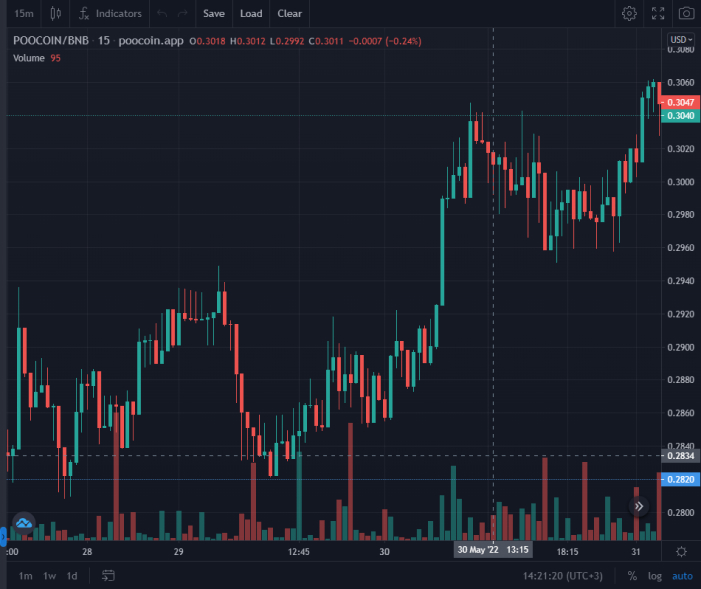 15m Indicators Save Load Clear
POOCOIN/BNB · 15 · poocoin.app O0.3018 H0.3012 L0.2992 C0.3011 −0.0007 (−0.24%)
USD
Volume 95
0.3080
0.3060
0.3047
0.3040
0.3020
0.3000
0.2980
0.2960
0.2940
0.2920
0.2900
0.2880
0.2860
0.2840
0.2834
0.2820
0.2800
:00 28 29 12:45 30 30 May '22 13:15 18:15 31
1m 1w 1d 14:21:20 (UTC+3) % log auto